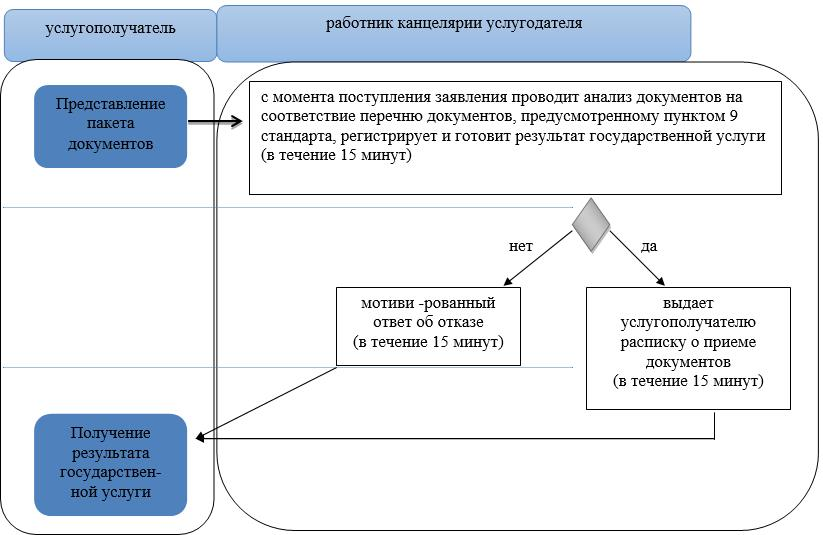 услугополучатель
работник канцелярии услугодателя
Представление
пакета
документов
с момента поступления заявления проводит анализ документов на
соответствие перечню документов, предусмотренному пунктом 9
стандарта, регистрирует и готовит результат государственной услуги
(в течение 15 минут)
нет
да
мотиви -рованный
ответ об отказе
(в течение 15 минут)
выдает
услугополучателю
расписку о приеме
документов
(в течение 15 минут)
Получение
результата
государствен-
ной услуги